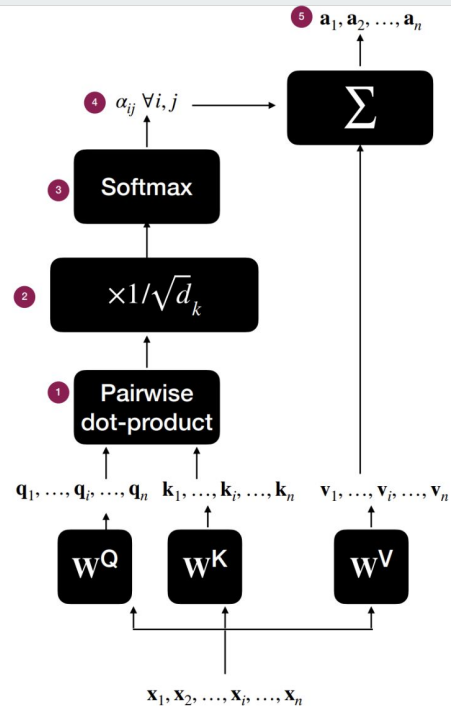 5 𝐚₁, 𝐚₂, …, 𝐚ₙ
4 αᵢⱼ ∀i, j
∑
3 Softmax
2 ×1/√dₖ
1 Pairwise
dot-product
𝐪₁, …, 𝐪ᵢ, …, 𝐪ₙ 𝐤₁, …, 𝐤ᵢ, …, 𝐤ₙ 𝐯₁, …, 𝐯ᵢ, …, 𝐯ₙ
𝐖^Q 𝐖^K 𝐖^V
𝐱₁, 𝐱₂, …, 𝐱ᵢ, …, 𝐱ₙ